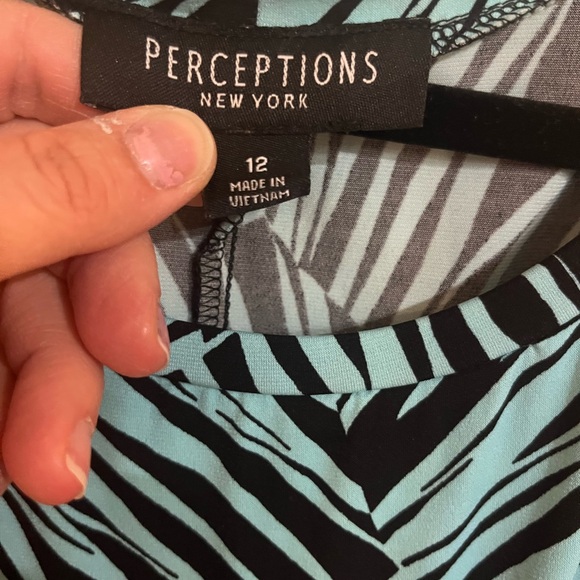 PERCEPTIONS
NEW YORK
12
MADE IN
VIETNAM